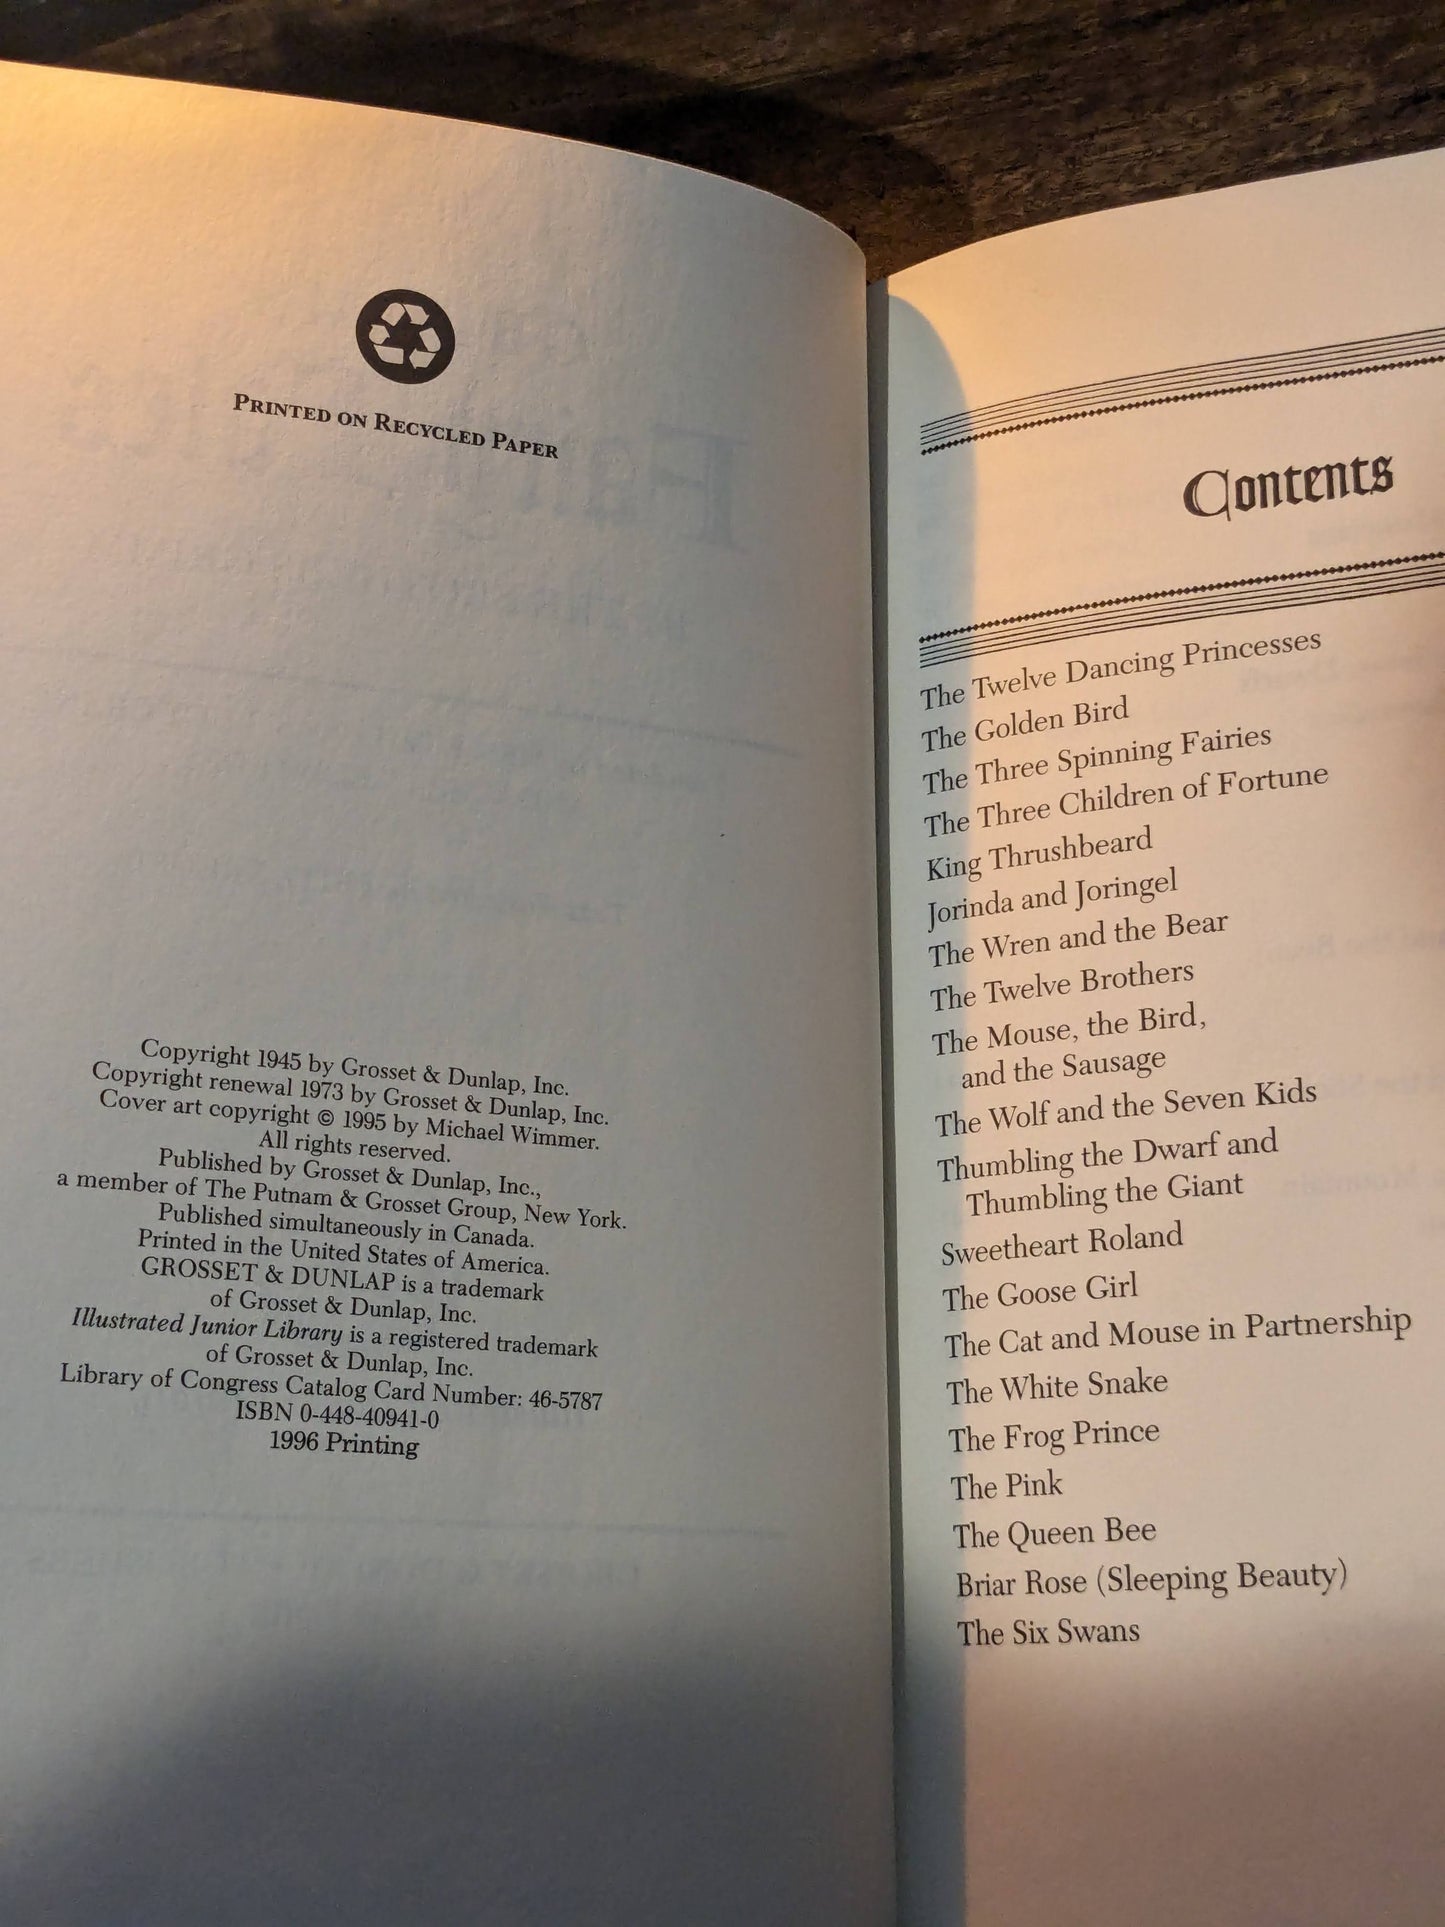 PRINTED ON RECYCLED PAPER
Copyright 1945 by Grosset & Dunlap, Inc.
Copyright renewal 1973 by Grosset & Dunlap, Inc.
Cover art copyright © 1995 by Michael Wimmer.
All rights reserved.
Published by Grosset & Dunlap, Inc.,
a member of The Putnam & Grosset Group, New York.
Published simultaneously in Canada.
Printed in the United States of America.
GROSSET & DUNLAP is a trademark
of Grosset & Dunlap, Inc.
Illustrated Junior Library is a registered trademark
of Grosset & Dunlap, Inc.
Library of Congress Catalog Card Number: 46-5787
ISBN 0-448-40941-0
1996 Printing
Contents
The Twelve Dancing Princesses
The Golden Bird
The Three Spinning Fairies
The Three Children of Fortune
King Thrushbeard
Jorinda and Joringel
The Wren and the Bear
The Twelve Brothers
The Mouse, the Bird,
and the Sausage
The Wolf and the Seven Kids
Thumbling the Dwarf and
Thumbling the Giant
Sweetheart Roland
The Goose Girl
The Cat and Mouse in Partnership
The White Snake
The Frog Prince
The Pink
The Queen Bee
Briar Rose (Sleeping Beauty)
The Six Swans